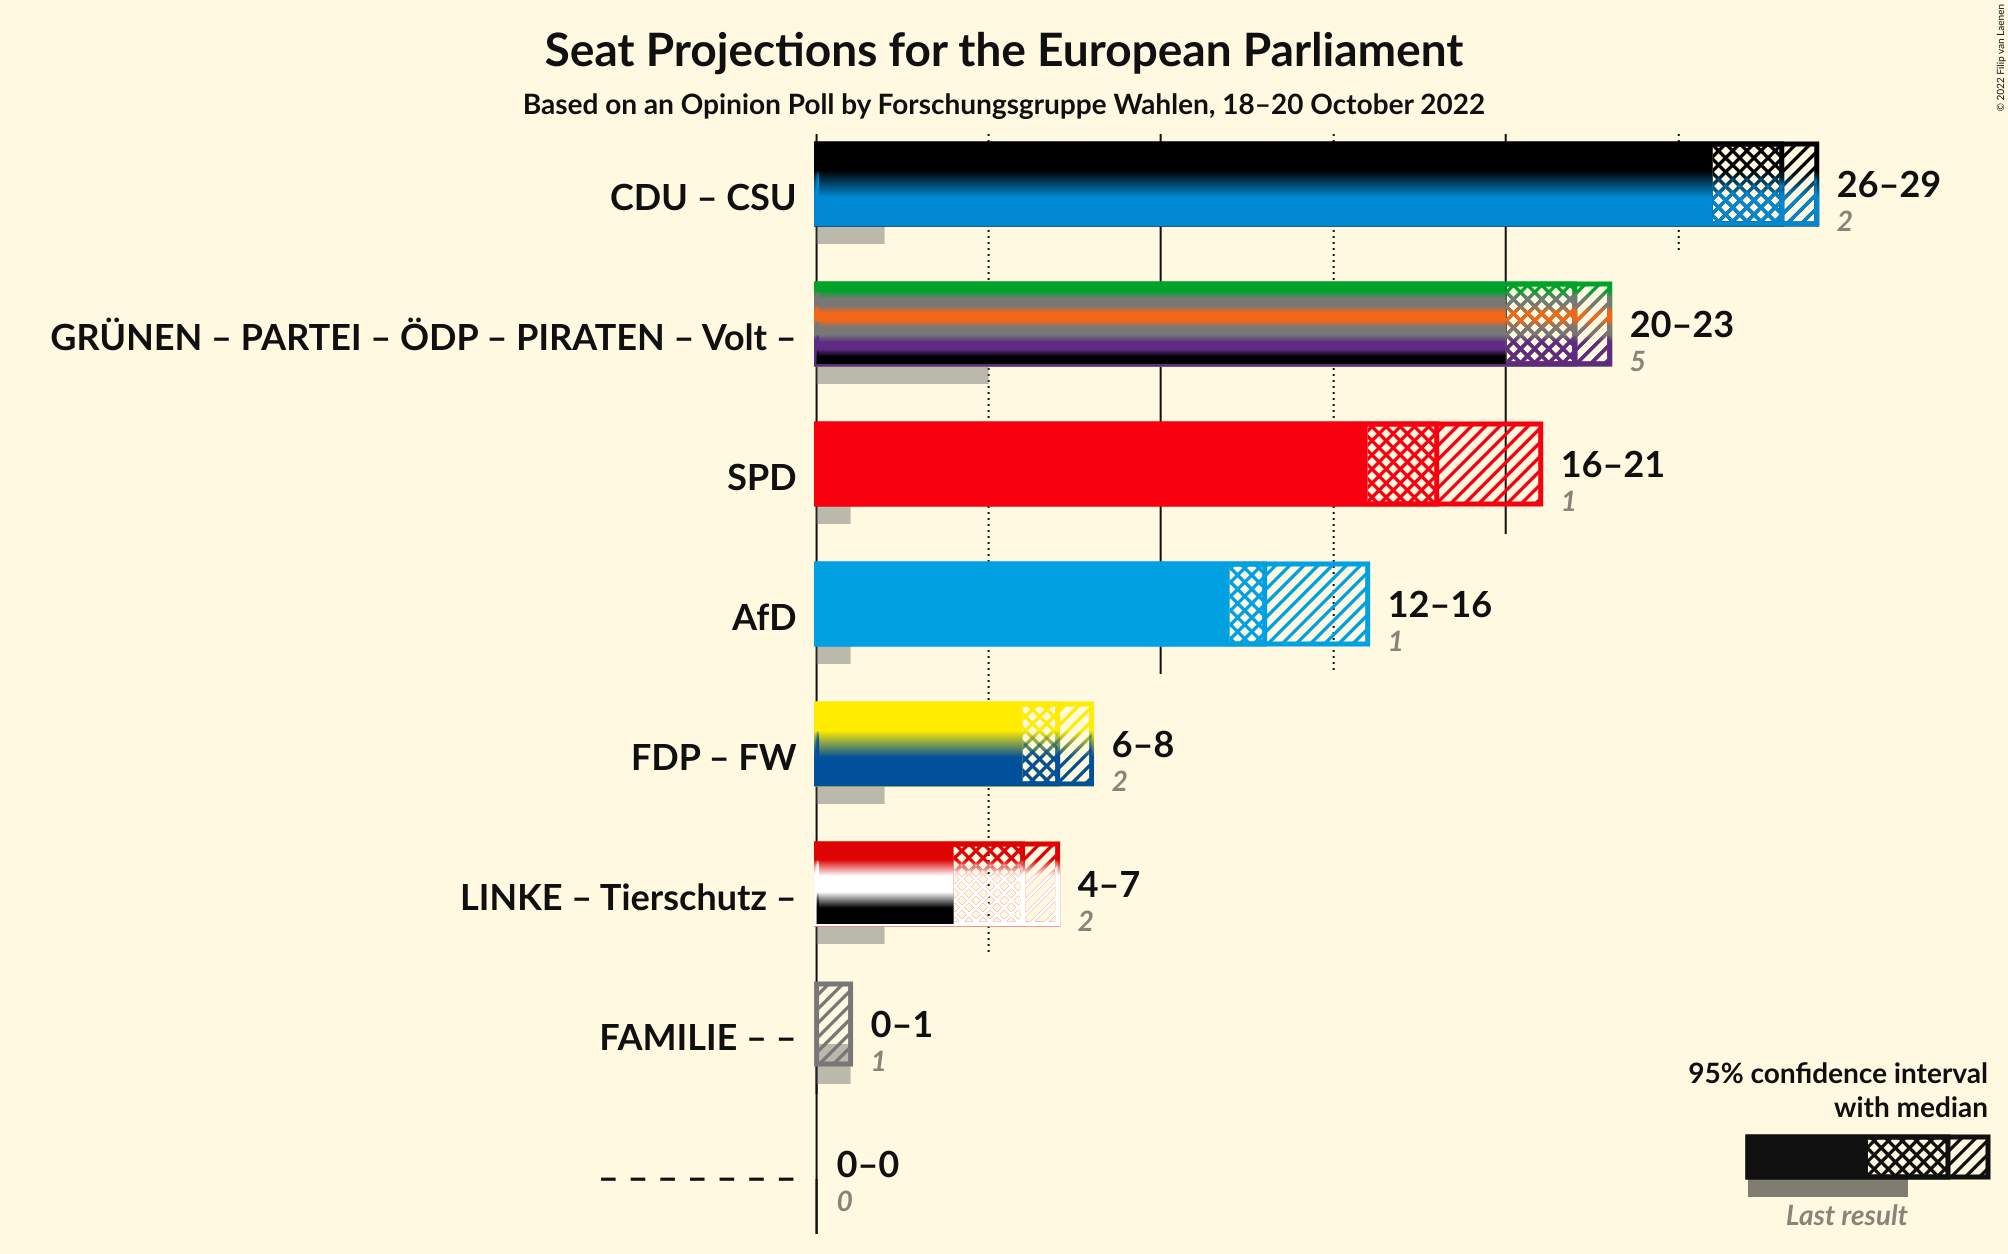 Seat Projections for the European Parliament
Based on an Opinion Poll by Forschungsgruppe Wahlen, 18–20 October 2022
© 2022 Filip van Laenen
CDU – CSU
26–29
2
GRÜNEN – PARTEI – ÖDP – PIRATEN – Volt –
20–23
5
SPD
16–21
1
AfD
12–16
1
FDP – FW
6–8
2
LINKE – Tierschutz –
4–7
2
FAMILIE – –
0–1
1
– – – – – – –
0–0
0
95% confidence interval
with median
Last result